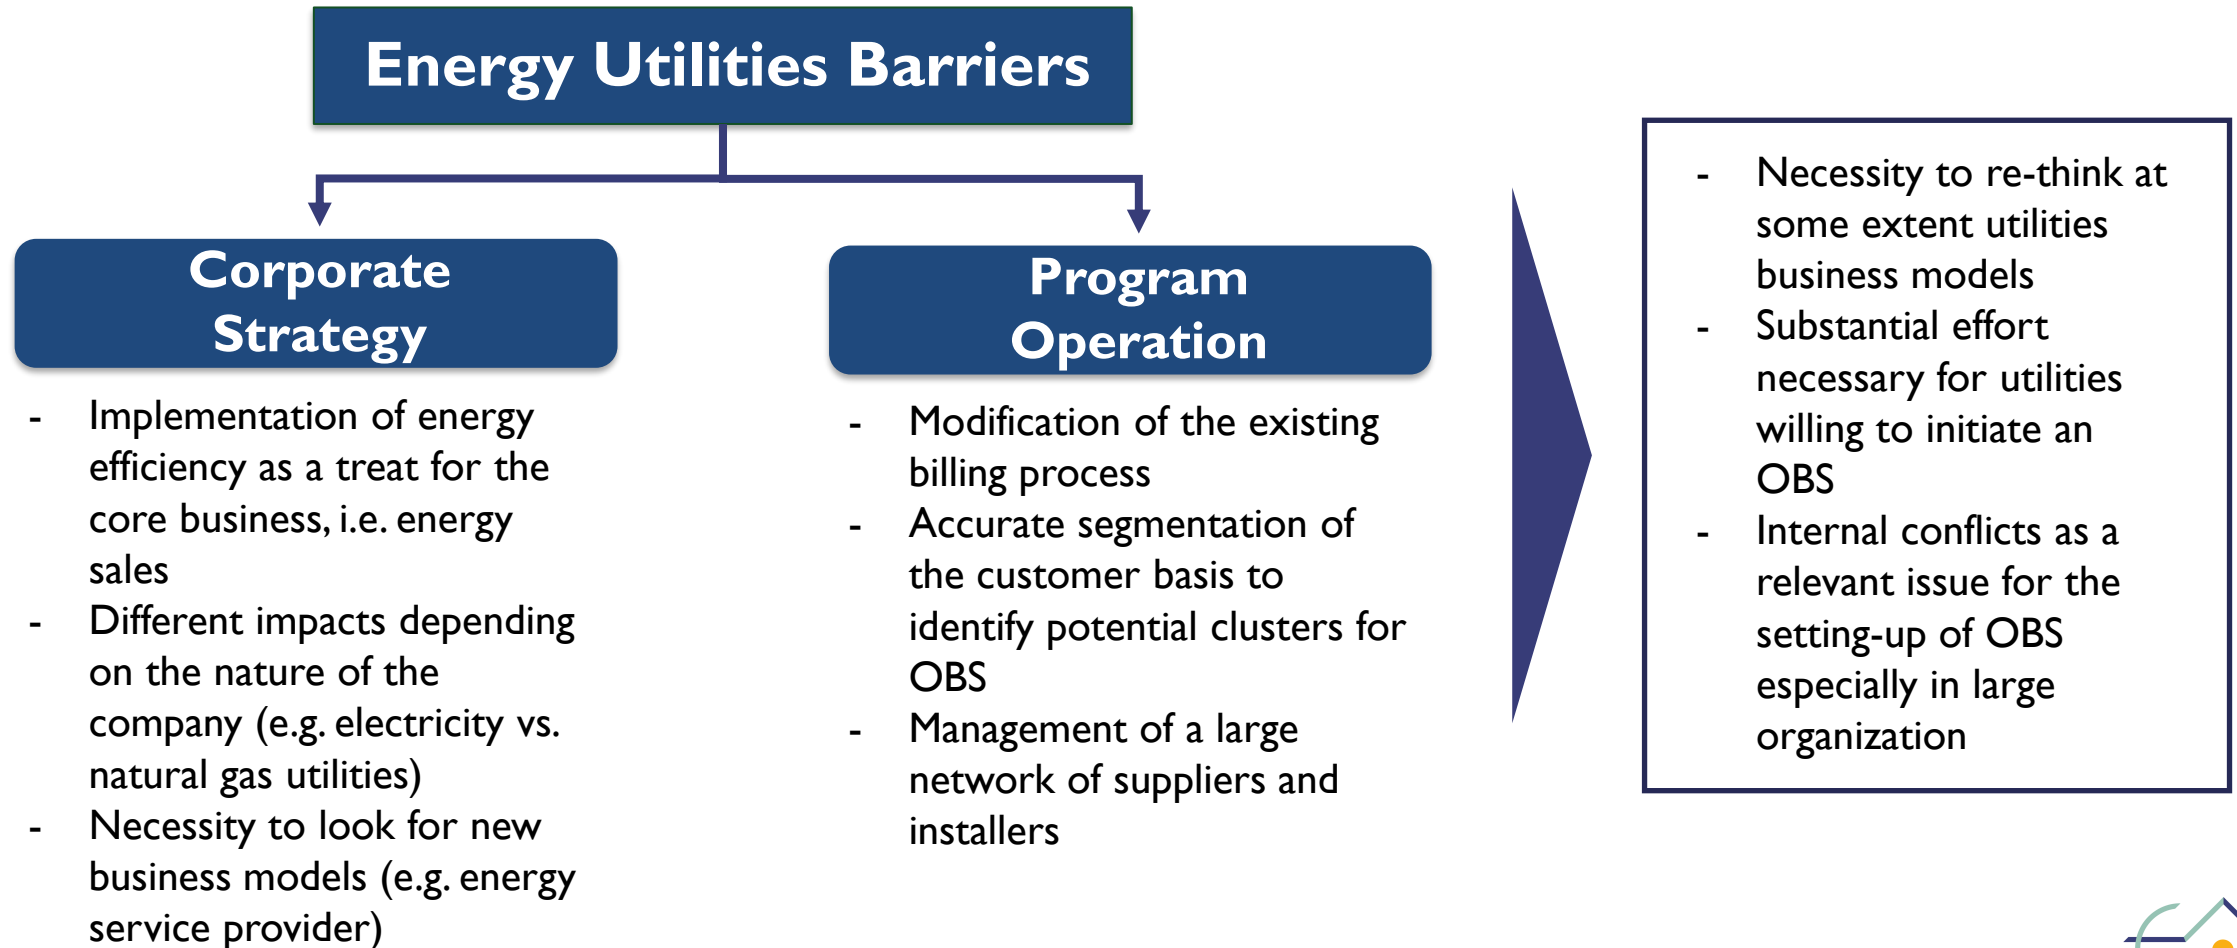 Energy Utilities Barriers
Corporate
Strategy
- Implementation of energy
efficiency as a treat for the
core business, i.e. energy
sales
- Different impacts depending
on the nature of the
company (e.g. electricity vs.
natural gas utilities)
- Necessity to look for new
business models (e.g. energy
service provider)
Program
Operation
- Modification of the existing
billing process
- Accurate segmentation of
the customer basis to
identify potential clusters for
OBS
- Management of a large
network of suppliers and
installers
- Necessity to re-think at
some extent utilities
business models
- Substantial effort
necessary for utilities
willing to initiate an
OBS
- Internal conflicts as a
relevant issue for the
setting-up of OBS
especially in large
organization